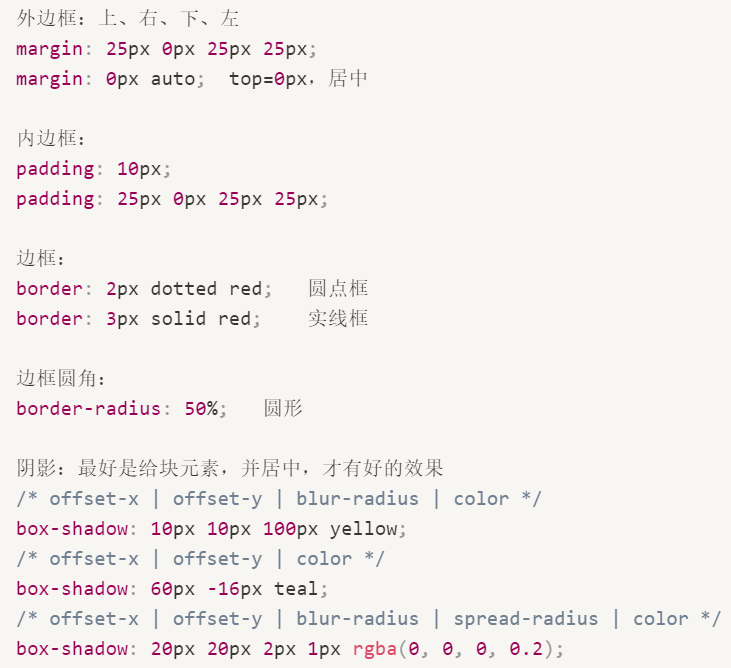 外边框：上、右、下、左
margin: 25px 0px 25px 25px;
margin: 0px auto;  top=0px，居中
内边框：
padding: 10px;
padding: 25px 0px 25px 25px;
边框：
border: 2px dotted red;   圆点框
border: 3px solid red;    实线框
边框圆角：
border-radius: 50%;   圆形
阴影：最好是给块元素，并居中，才有好的效果
/* offset-x | offset-y | blur-radius | color */
box-shadow: 10px 10px 100px yellow;
/* offset-x | offset-y | color */
box-shadow: 60px -16px teal;
/* offset-x | offset-y | blur-radius | spread-radius | color */
box-shadow: 20px 20px 2px 1px rgba(0, 0, 0, 0.2);